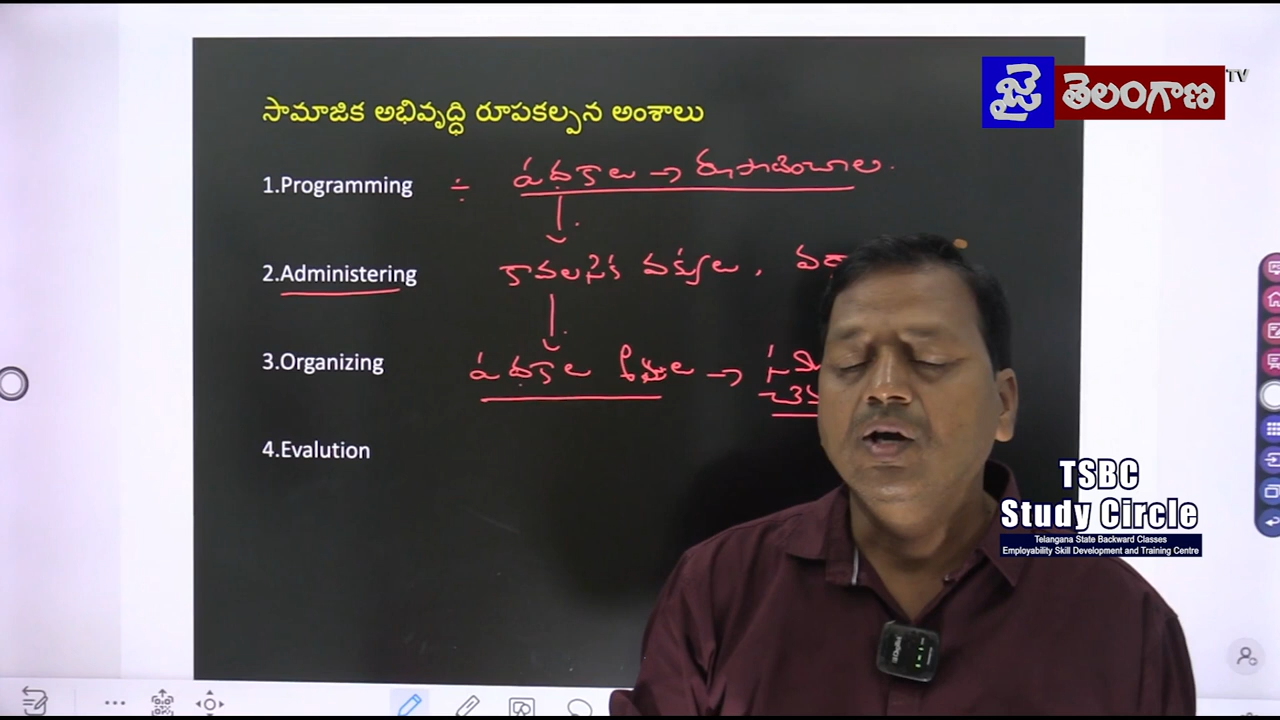 జై తెలంగాణ TV
సామాజిక అభివృద్ధి రూపకల్పన అంశాలు
1.Programming ÷ పథకాలు → రూపొందించాలి.
2.Administering కావలసిన వక్తులు,
3.Organizing పథకాల
4.Evalution
TSBC
Study Circle
Telangana State Backward Classes
Employability Skill Development and Training Centre